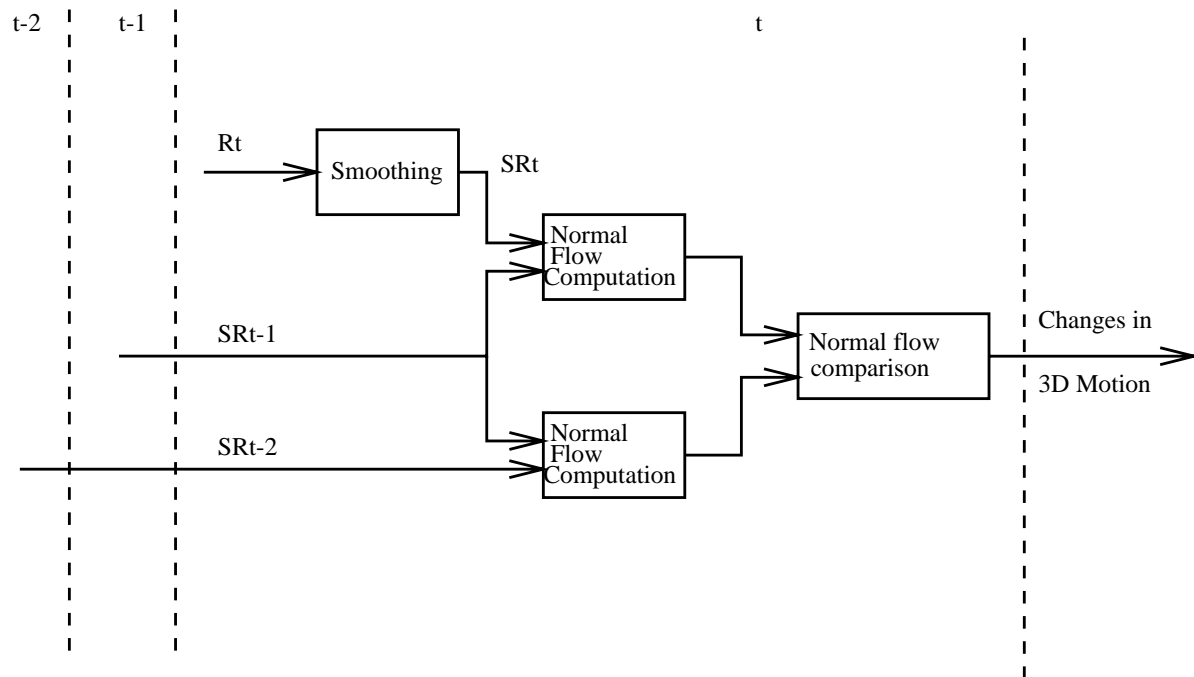 t-2
t-1
t
Rt
Smoothing
SRt
Normal
Flow
Computation
SRt-1
Normal flow
comparison
Changes in
3D Motion
SRt-2
Normal
Flow
Computation